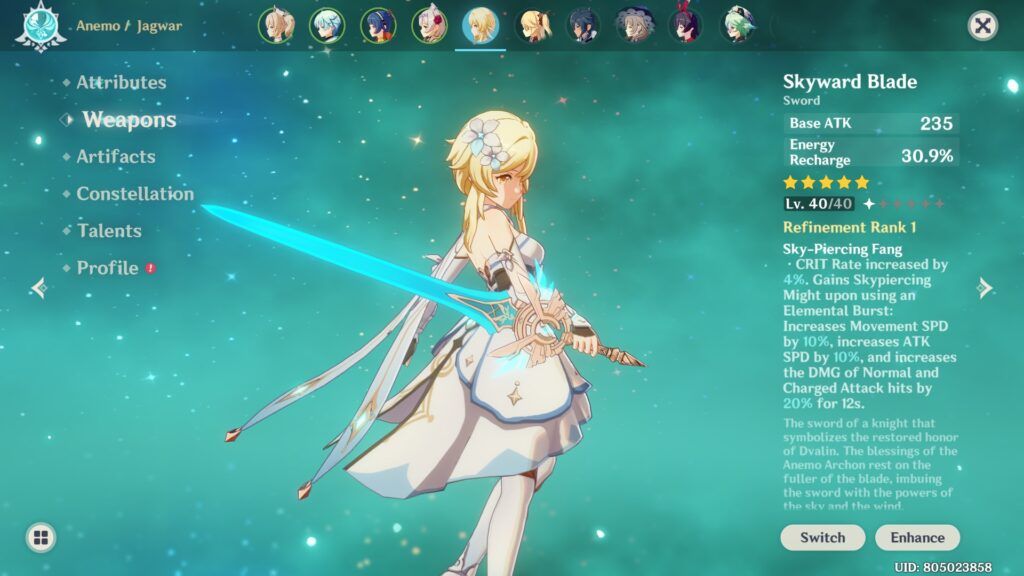 Anemo / Jagwar
Attributes
Weapons
Artifacts
Constellation
Talents
Profile
Skyward Blade
Sword
Base ATK 235
Energy
Recharge 30.9%
Lv. 40/40
Refinement Rank 1
Sky-Piercing Fang
CRIT Rate increased by
4%. Gains Skypiercing
Might upon using an
Elemental Burst:
Increases Movement SPD
by 10%, increases ATK
SPD by 10%, and increases
the DMG of Normal and
Charged Attack hits by
20% for 12s.
The sword of a knight that
symbolizes the restored honor
of Dvalin. The blessings of the
Anemo Archon rest on the
fuller of the blade, imbuing
the sword with the powers of
the sky and the wind.
Switch Enhance
UID: 805023858